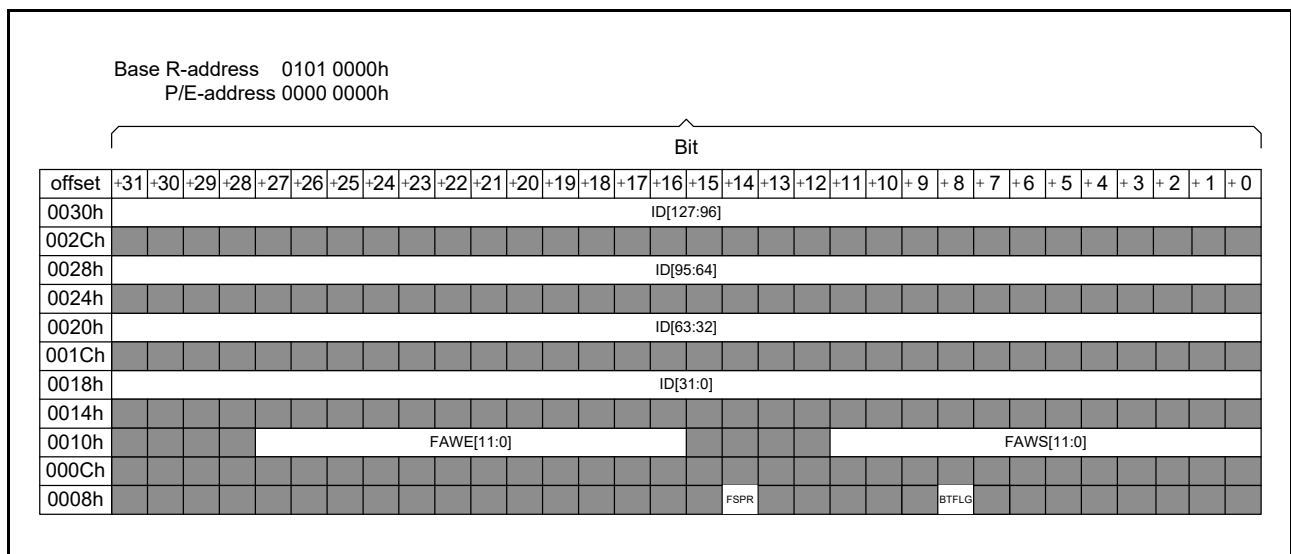 Base R-address 0101 0000h
P/E-address 0000 0000h
Bit
offset +31 +30 +29 +28 +27 +26 +25 +24 +23 +22 +21 +20 +19 +18 +17 +16 +15 +14 +13 +12 +11 +10 + 9 + 8 + 7 + 6 + 5 + 4 + 3 + 2 + 1 + 0
0030h ID[127:96]
002Ch
0028h ID[95:64]
0024h
0020h ID[63:32]
001Ch
0018h ID[31:0]
0014h
0010h FAWE[11:0] FAWS[11:0]
000Ch
0008h FSPR BTFLG